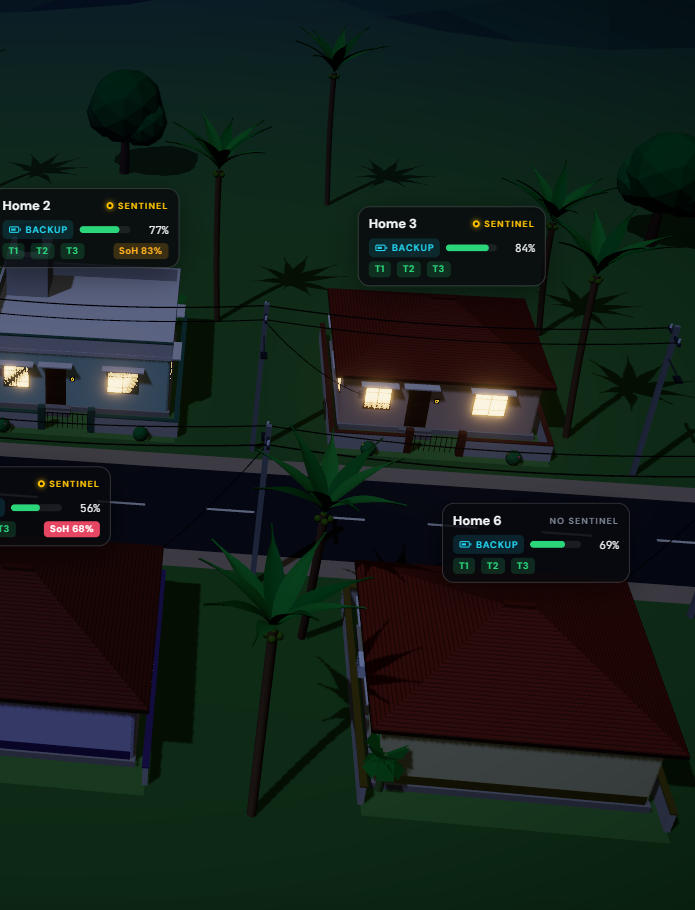 Home 2 SENTINEL
BACKUP 77%
T1 T2 T3 SoH 83%
Home 3 SENTINEL
BACKUP 84%
T1 T2 T3
SENTINEL
56%
T3 SoH 68%
Home 6 NO SENTINEL
BACKUP 69%
T1 T2 T3